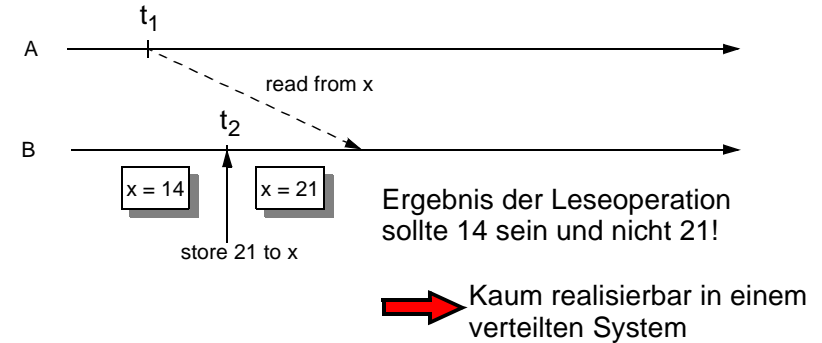 t1
A
read from x
t2
B
x = 14
x = 21
store 21 to x
Ergebnis der Leseoperation
sollte 14 sein und nicht 21!
Kaum realisierbar in einem
verteilten System